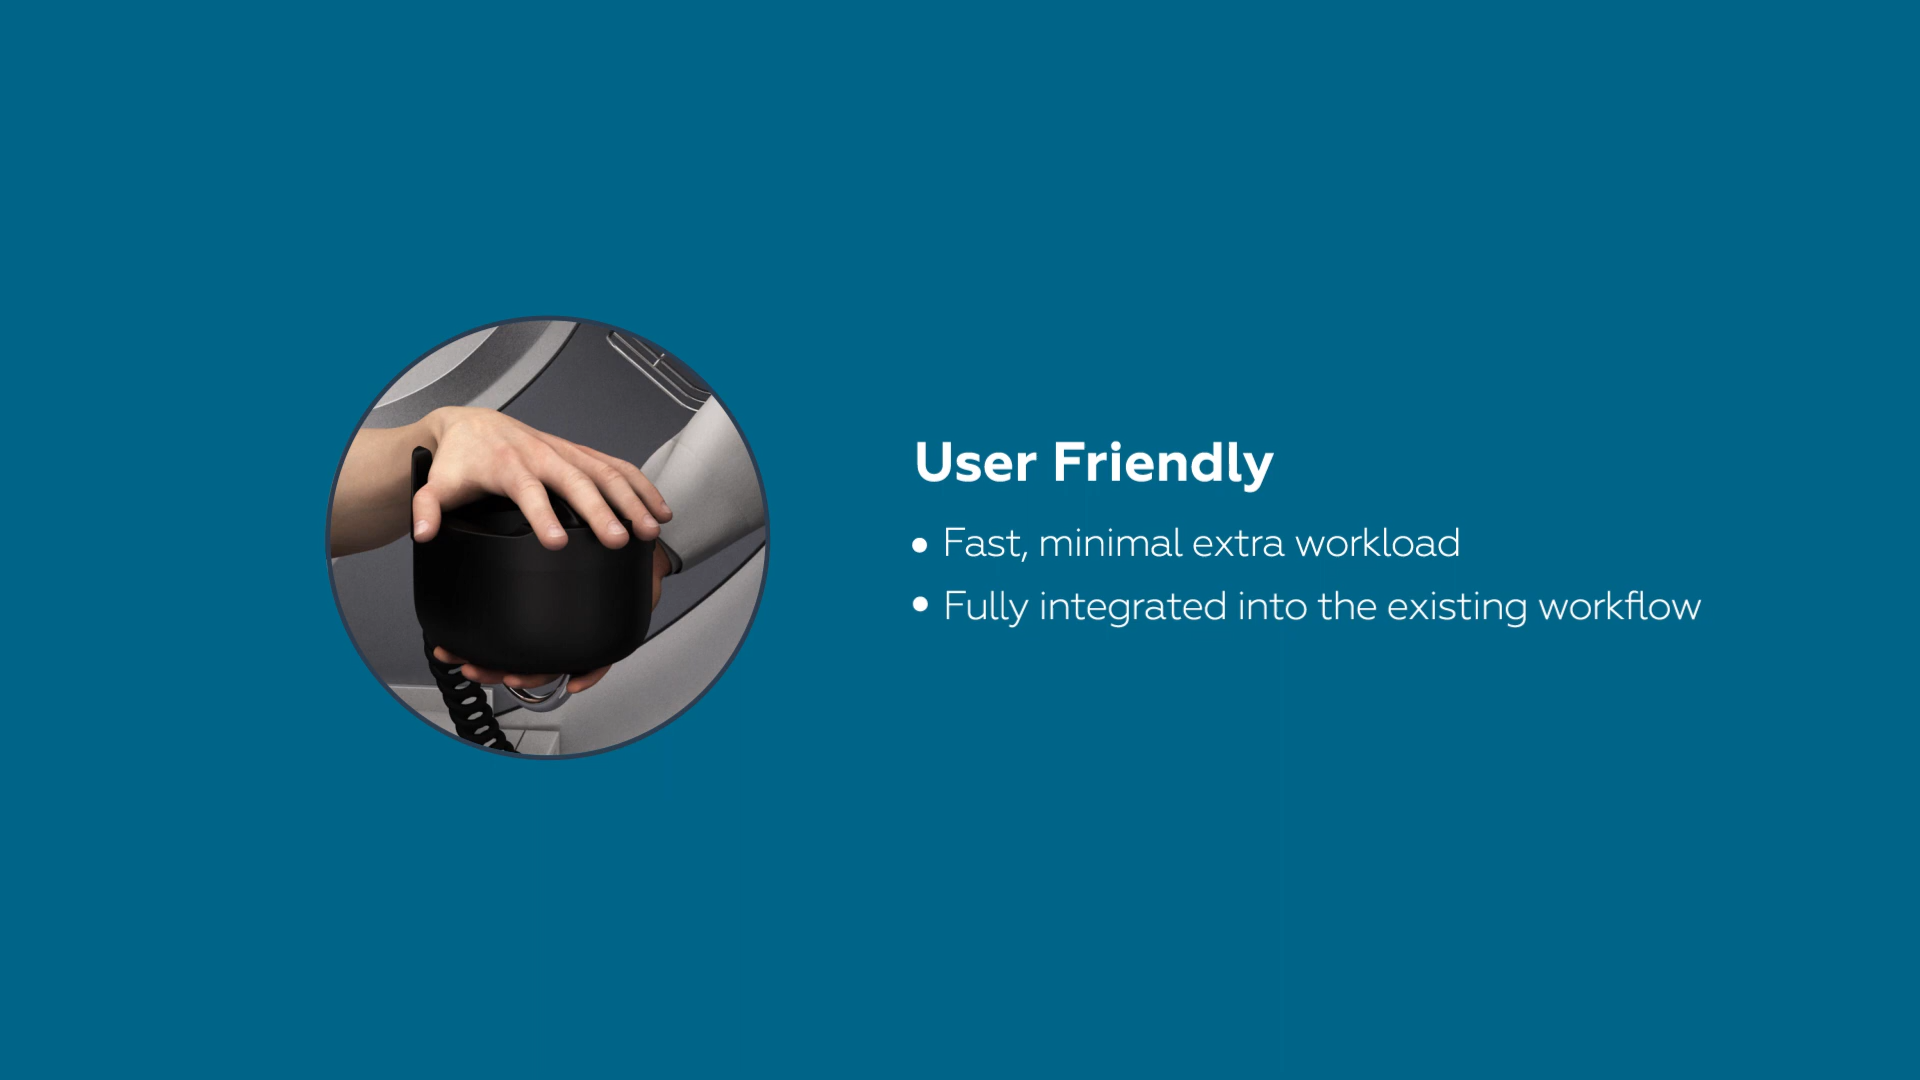 User Friendly
• Fast, minimal extra workload
• Fully integrated into the existing workflow